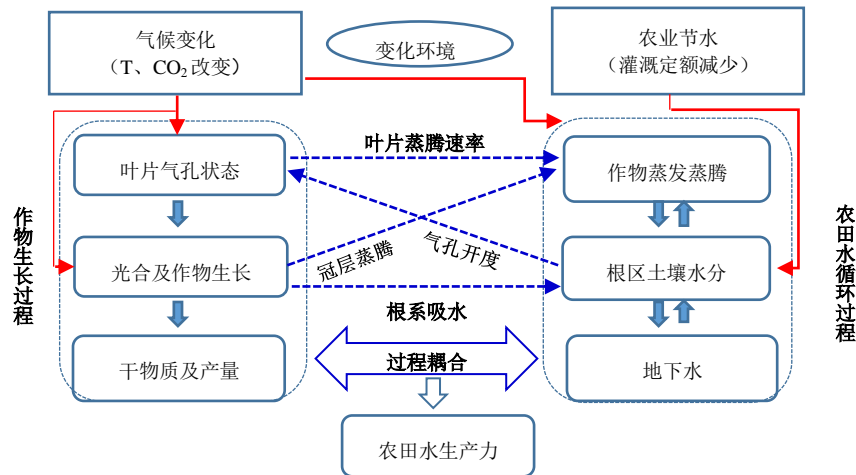 气候变化
（T、CO₂改变）
变化环境
农业节水
（灌溉定额减少）
叶片蒸腾速率
叶片气孔状态
作物蒸发蒸腾
作物生长过程
光合及作物生长
冠层蒸腾
气孔开度
根区土壤水分
农田水循环过程
根系吸水
干物质及产量
过程耦合
地下水
农田水生产力